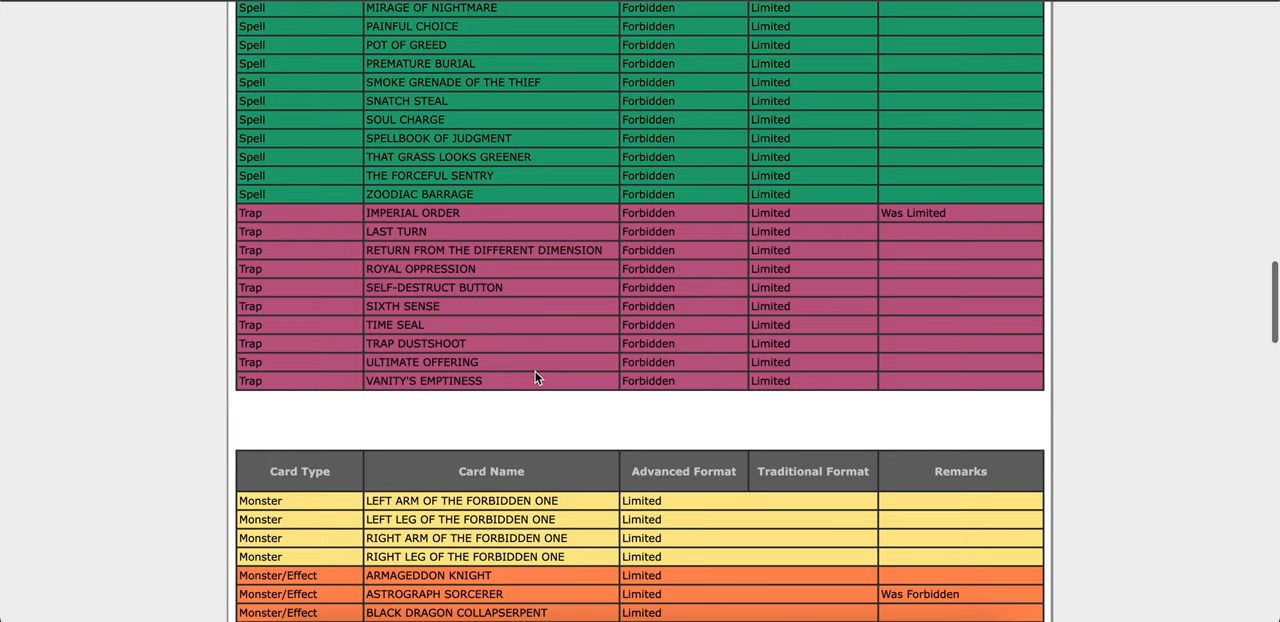 Spell MIRAGE OF NIGHTMARE Forbidden Limited
Spell PAINFUL CHOICE Forbidden Limited
Spell POT OF GREED Forbidden Limited
Spell PREMATURE BURIAL Forbidden Limited
Spell SMOKE GRENADE OF THE THIEF Forbidden Limited
Spell SNATCH STEAL Forbidden Limited
Spell SOUL CHARGE Forbidden Limited
Spell SPELLBOOK OF JUDGMENT Forbidden Limited
Spell THAT GRASS LOOKS GREENER Forbidden Limited
Spell THE FORCEFUL SENTRY Forbidden Limited
Spell ZOODIAC BARRAGE Forbidden Limited
Trap IMPERIAL ORDER Forbidden Limited Was Limited
Trap LAST TURN Forbidden Limited
Trap RETURN FROM THE DIFFERENT DIMENSION Forbidden Limited
Trap ROYAL OPPRESSION Forbidden Limited
Trap SELF-DESTRUCT BUTTON Forbidden Limited
Trap SIXTH SENSE Forbidden Limited
Trap TIME SEAL Forbidden Limited
Trap TRAP DUSTSHOOT Forbidden Limited
Trap ULTIMATE OFFERING Forbidden Limited
Trap VANITY'S EMPTINESS Forbidden Limited
Card Type Card Name Advanced Format Traditional Format Remarks
Monster LEFT ARM OF THE FORBIDDEN ONE Limited
Monster LEFT LEG OF THE FORBIDDEN ONE Limited
Monster RIGHT ARM OF THE FORBIDDEN ONE Limited
Monster RIGHT LEG OF THE FORBIDDEN ONE Limited
Monster/Effect ARMAGEDDON KNIGHT Limited
Monster/Effect ASTROGRAPH SORCERER Limited Was Forbidden
Monster/Effect BLACK DRAGON COLLAPSERPENT Limited